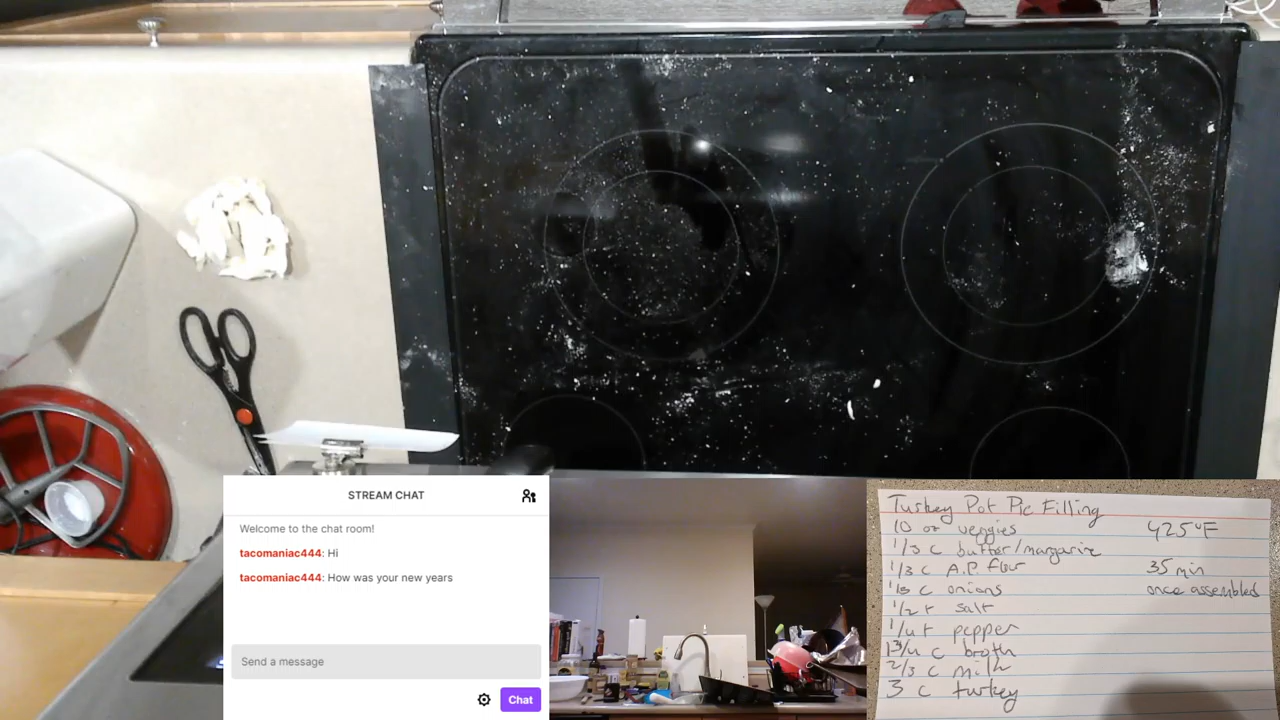 STREAM CHAT
Welcome to the chat room!
tacomaniac444: Hi
tacomaniac444: How was your new years
Send a message
Chat
Turkey Pot Pie Filling
10 oz veggies 425°F
1/3 c butter/margarine
1/3 c A.P. flour 35 min
1/3 c onions once assembled
1/2 t salt
1/4 t pepper
1 3/4 c broth
2/3 c milk
3 c turkey